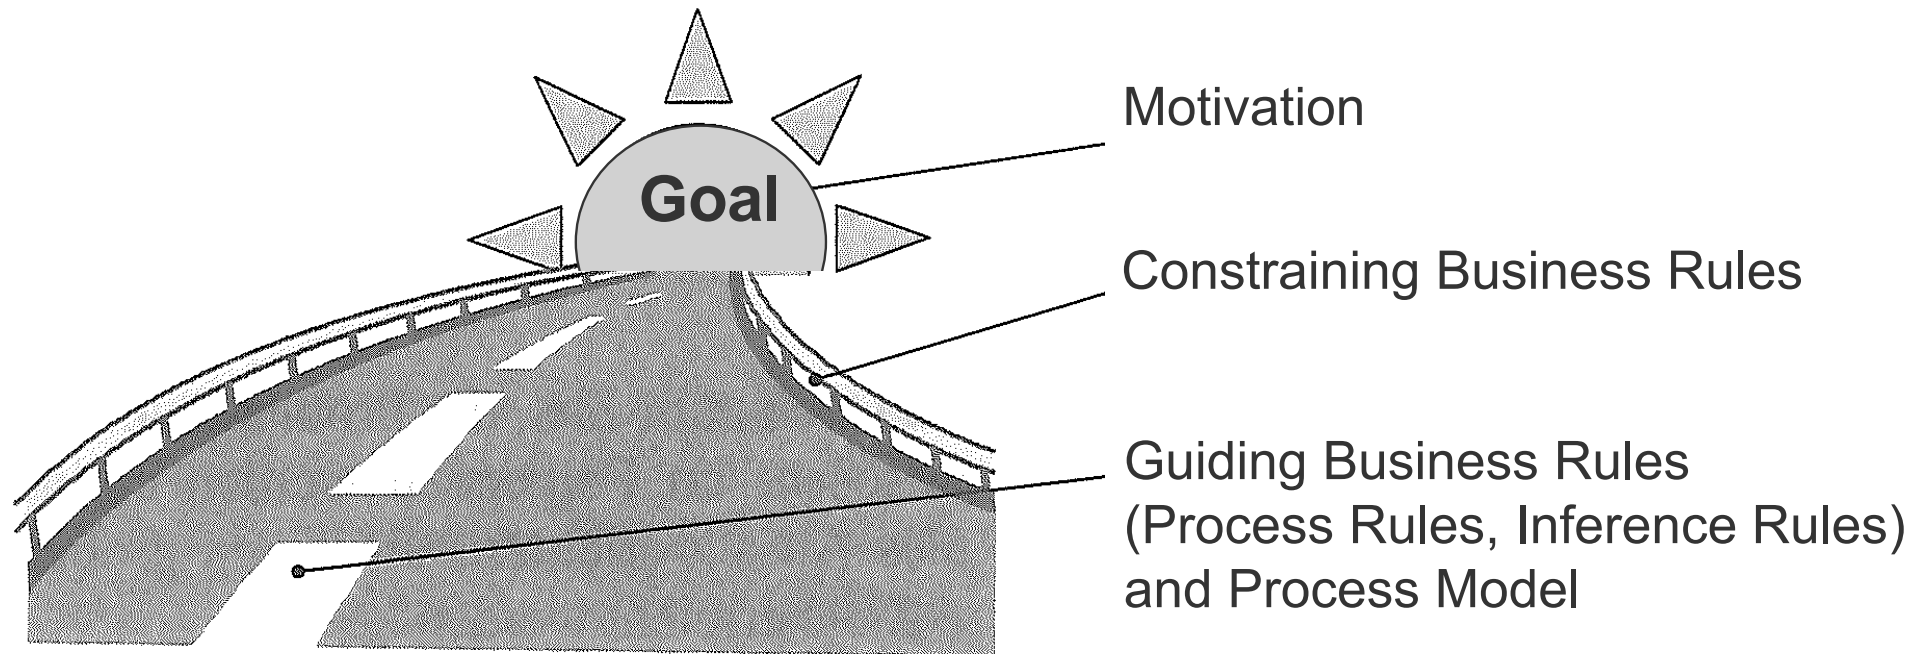 Motivation
Goal
Constraining Business Rules
Guiding Business Rules
(Process Rules, Inference Rules)
and Process Model